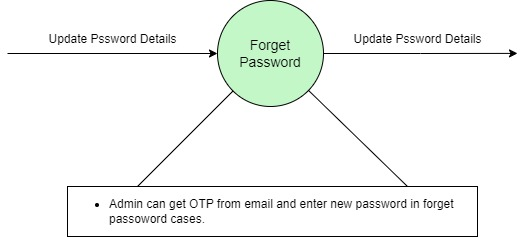 Update Pssword Details
Forget
Password
Update Pssword Details
• Admin can get OTP from email and enter new password in forget
passoword cases.